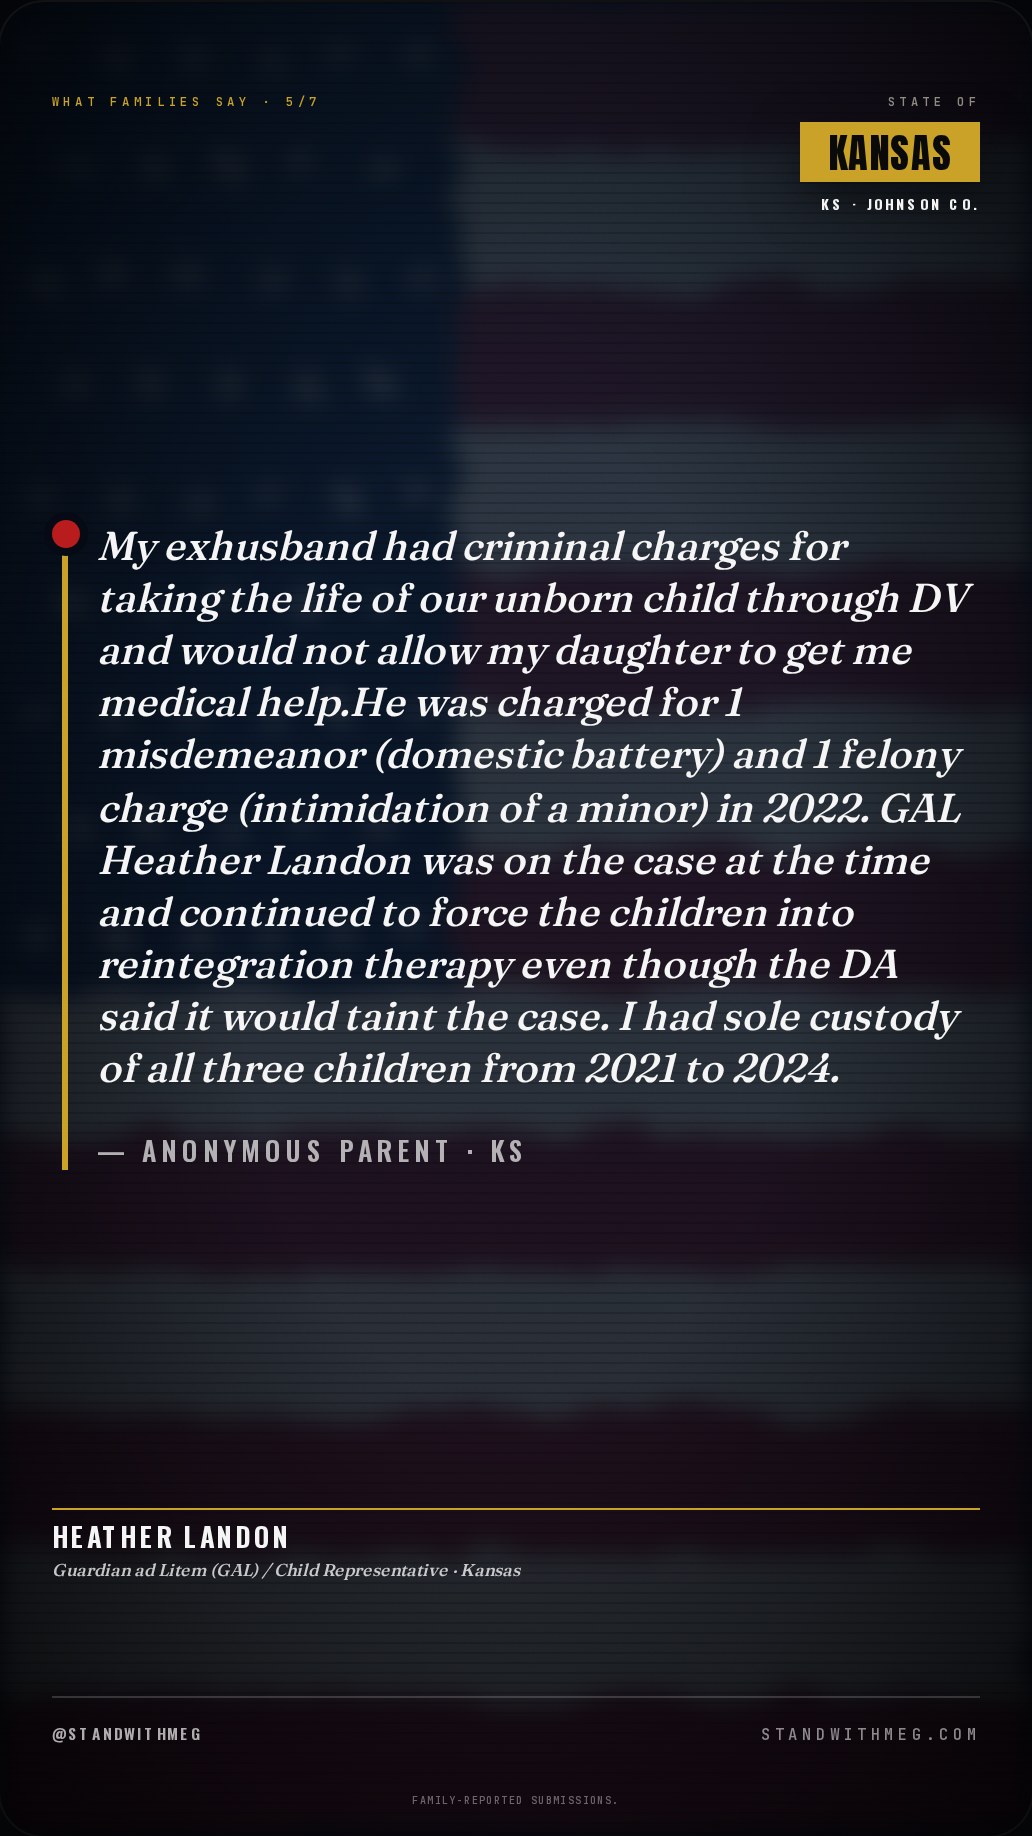 WHAT FAMILIES SAY · 5/7
STATE OF
KANSAS
KS · JOHNSON CO.
My exhusband had criminal charges for
taking the life of our unborn child through DV
and would not allow my daughter to get me
medical help.He was charged for 1
misdemeanor (domestic battery) and 1 felony
charge (intimidation of a minor) in 2022. GAL
Heather Landon was on the case at the time
and continued to force the children into
reintegration therapy even though the DA
said it would taint the case. I had sole custody
of all three children from 2021 to 2024.
— ANONYMOUS PARENT · KS
HEATHER LANDON
Guardian ad Litem (GAL) / Child Representative · Kansas
@STANDWITHMEG
STANDWITHMEG.COM
FAMILY-REPORTED SUBMISSIONS.